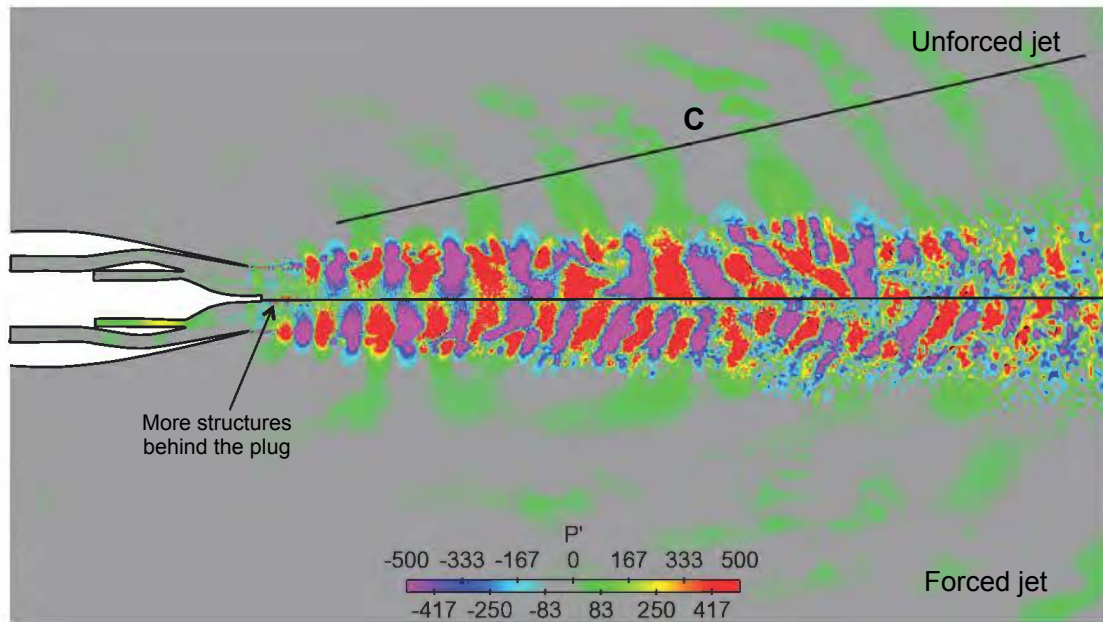 Unforced jet
C
More structures
behind the plug
P'
-500 -333 -167 0 167 333 500
-417 -250 -83 83 250 417
Forced jet